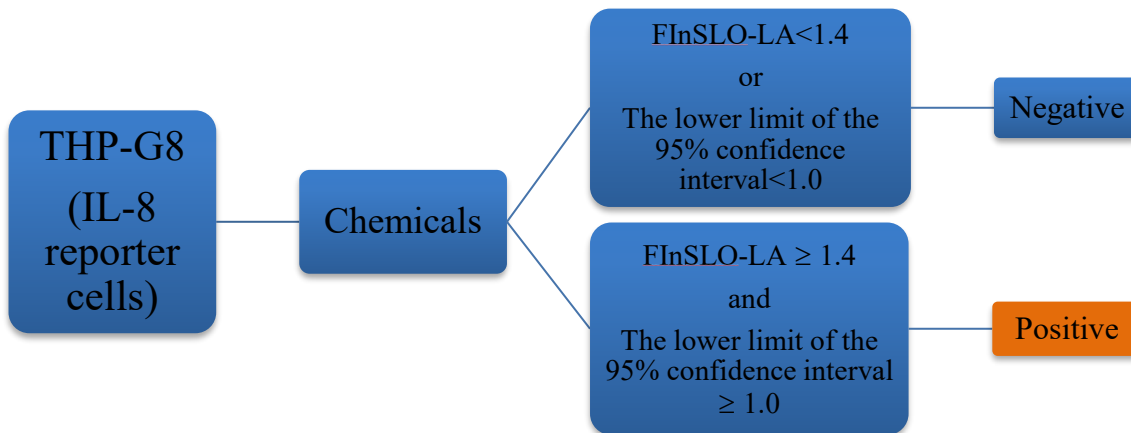 THP-G8
(IL-8
reporter
cells)
Chemicals
FInSLO-LA<1.4
or
The lower limit of the
95% confidence
interval<1.0
Negative
FInSLO-LA ≥ 1.4
and
The lower limit of the
95% confidence interval
≥ 1.0
Positive